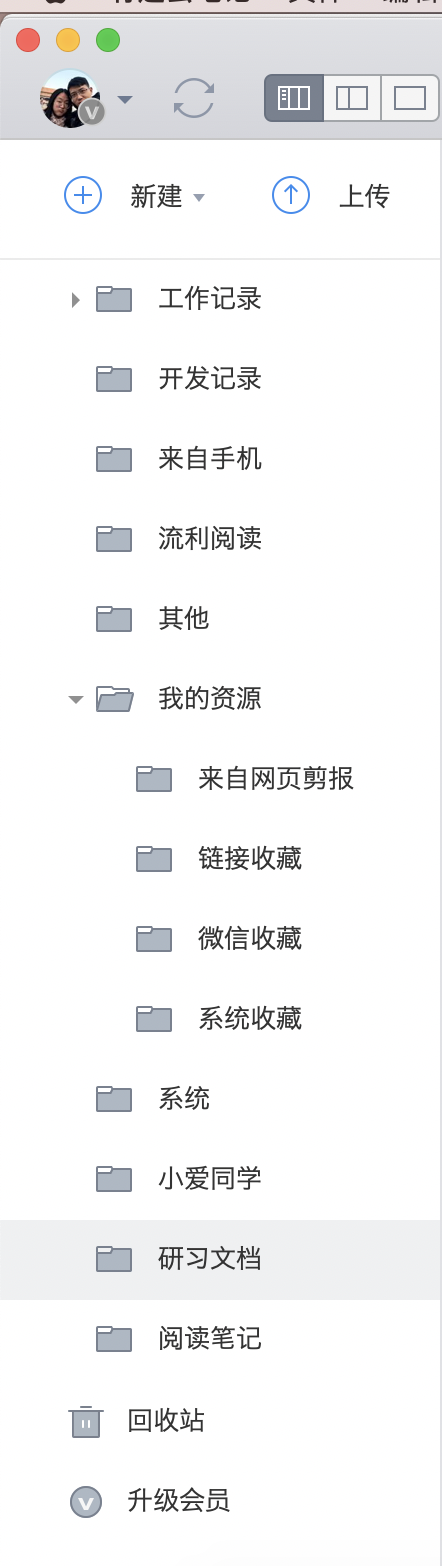 新建
上传
工作记录
开发记录
来自手机
流利阅读
其他
我的资源
来自网页剪报
链接收藏
微信收藏
系统收藏
系统
小爱同学
研习文档
阅读笔记
回收站
升级会员